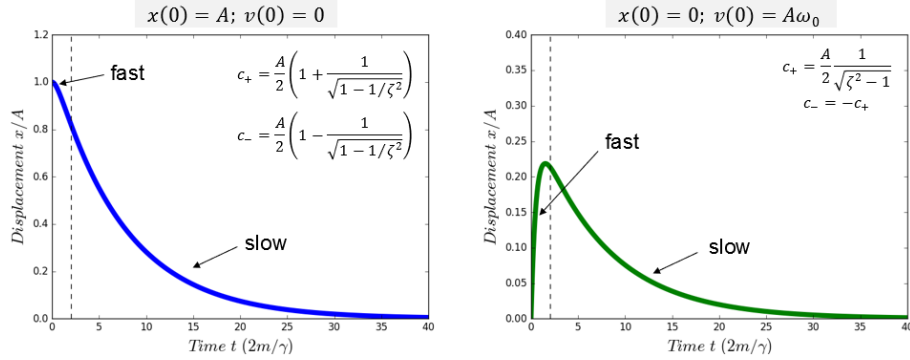 x(0) = A; v(0) = 0
1.2
1.0
0.8
0.6
0.4
0.2
0.0
Displacement x/A
fast
c₊ = A/2 (1 + 1/√(1 − 1/ζ²))
c₋ = A/2 (1 − 1/√(1 − 1/ζ²))
slow
0 5 10 15 20 25 30 35 40
Time t (2m/γ)
x(0) = 0; v(0) = Aω₀
0.40
0.35
0.30
0.25
0.20
0.15
0.10
0.05
0.00
Displacement x/A
c₊ = A/2 1/√(ζ² − 1)
c₋ = −c₊
fast
slow
0 5 10 15 20 25 30 35 40
Time t (2m/γ)